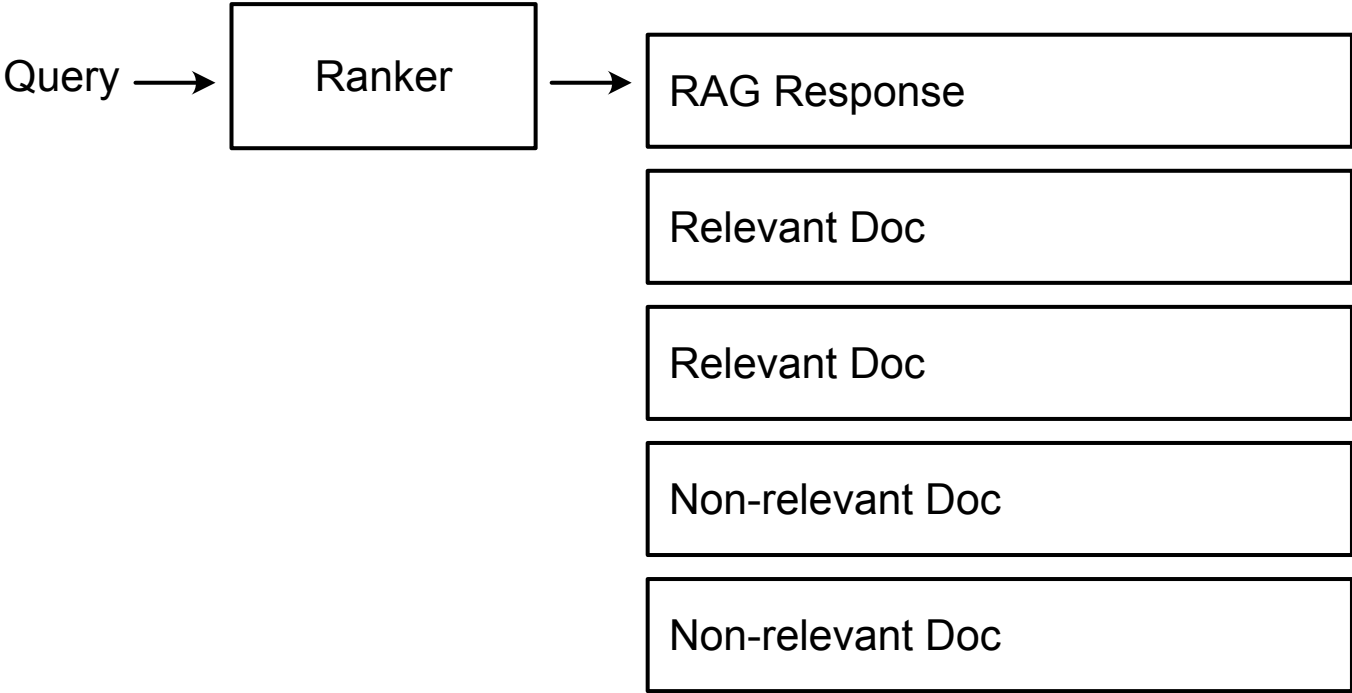 Query
Ranker
RAG Response
Relevant Doc
Relevant Doc
Non-relevant Doc
Non-relevant Doc